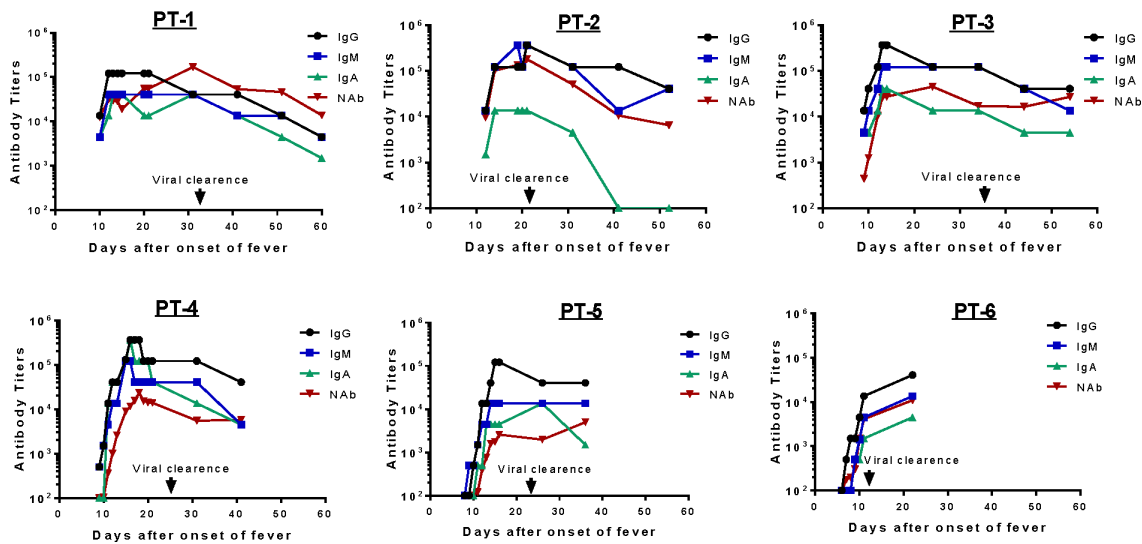 PT-1
10^6
10^5
10^4
10^3
10^2
Antibody Titers
IgG
IgM
IgA
NAb
Viral clearence
0 10 20 30 40 50 60
Days after onset of fever
PT-2
10^6
10^5
10^4
10^3
10^2
Antibody Titers
IgG
IgM
IgA
NAb
Viral clearence
0 10 20 30 40 50 60
Days after onset of fever
PT-3
10^6
10^5
10^4
10^3
10^2
Antibody Titers
IgG
IgM
IgA
NAb
Viral clearence
0 10 20 30 40 50 60
Days after onset of fever
PT-4
10^6
10^5
10^4
10^3
10^2
Antibody Titers
IgG
IgM
IgA
NAb
Viral clearence
0 10 20 30 40 50 60
Days after onset of fever
PT-5
10^6
10^5
10^4
10^3
10^2
Antibody Titers
IgG
IgM
IgA
NAb
Viral clearence
0 10 20 30 40 50 60
Days after onset of fever
PT-6
10^6
10^5
10^4
10^3
10^2
Antibody Titers
IgG
IgM
IgA
NAb
Viral clearence
0 10 20 30 40 50 60
Days after onset of fever